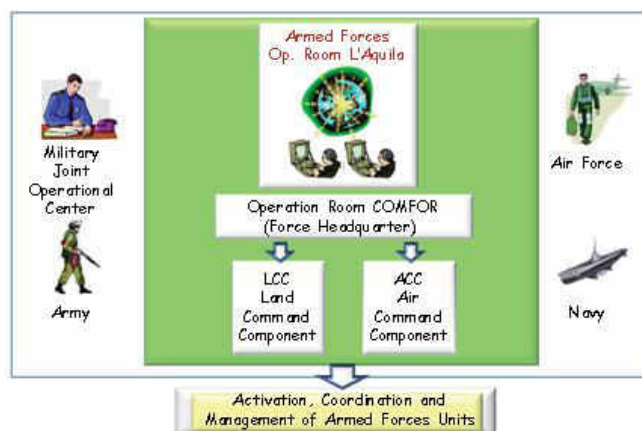 Armed Forces
Op. Room L'Aquila
Military
Joint
Operational
Center
Air Force
Operation Room COMFOR
(Force Headquarter)
LCC
Land
Command
Component
ACC
Air
Command
Component
Army
Navy
Activation, Coordination and
Management of Armed Forces Units